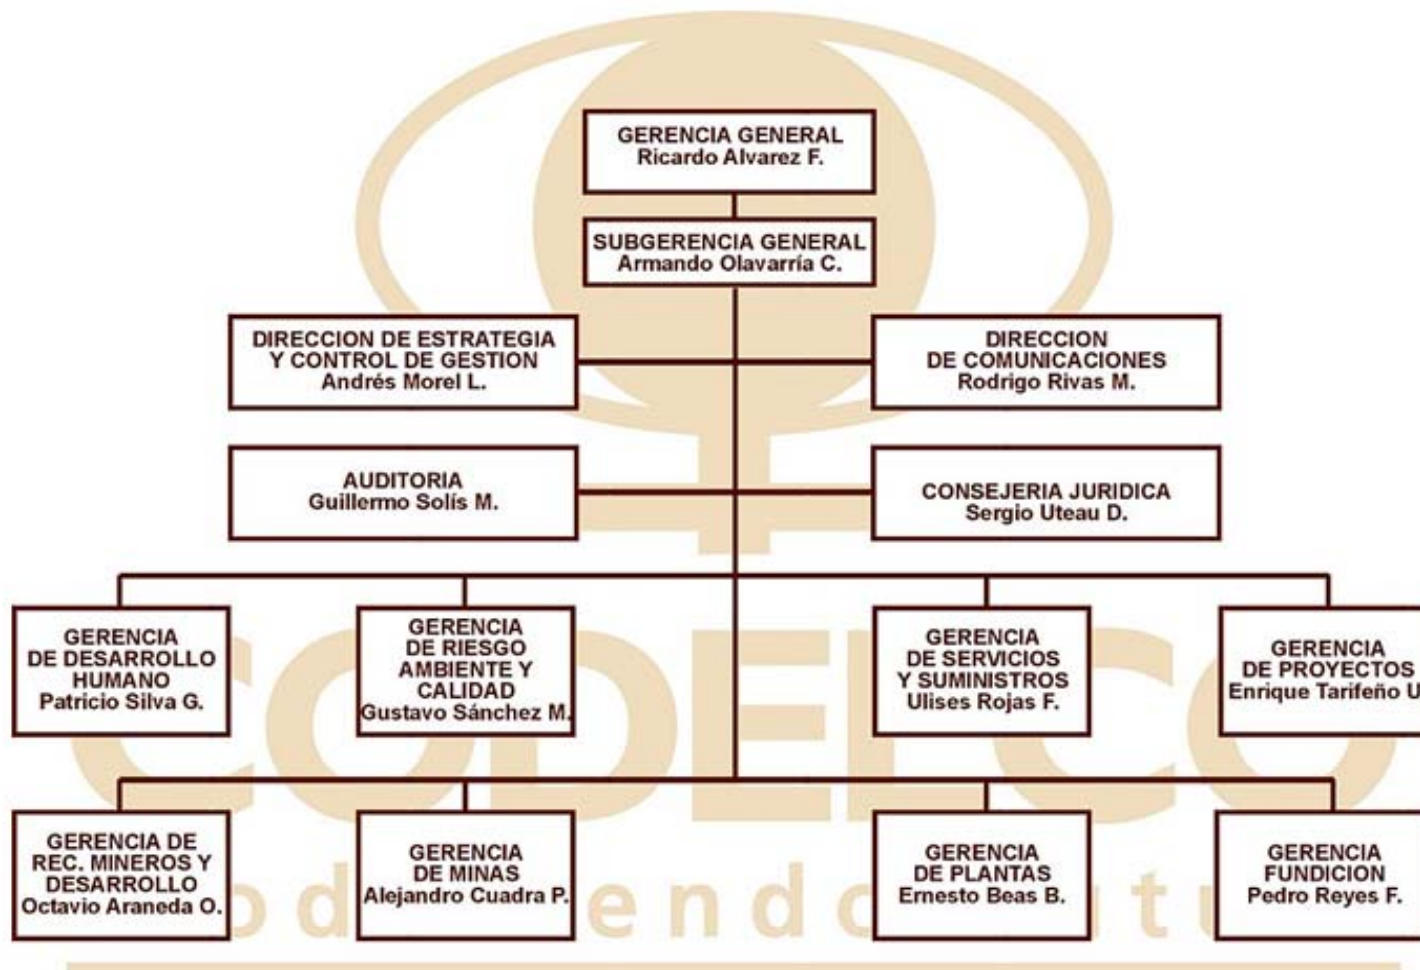 GERENCIA GENERAL
Ricardo Alvarez F.
SUBGERENCIA GENERAL
Armando Olavarría C.
DIRECCION DE ESTRATEGIA
Y CONTROL DE GESTION
Andrés Morel L.
DIRECCION
DE COMUNICACIONES
Rodrigo Rivas M.
AUDITORIA
Guillermo Solís M.
CONSEJERIA JURIDICA
Sergio Uteau D.
GERENCIA
DE DESARROLLO
HUMANO
Patricio Silva G.
GERENCIA
DE RIESGO
AMBIENTE Y
CALIDAD
Gustavo Sánchez M.
GERENCIA
DE SERVICIOS
Y SUMINISTROS
Ulises Rojas F.
GERENCIA
DE PROYECTOS
Enrique Tarifeño U
GERENCIA DE
REC. MINEROS Y
DESARROLLO
Octavio Araneda O.
GERENCIA
DE MINAS
Alejandro Cuadra P.
GERENCIA
DE PLANTAS
Ernesto Beas B.
GERENCIA
FUNDICION
Pedro Reyes F.
CODELCO